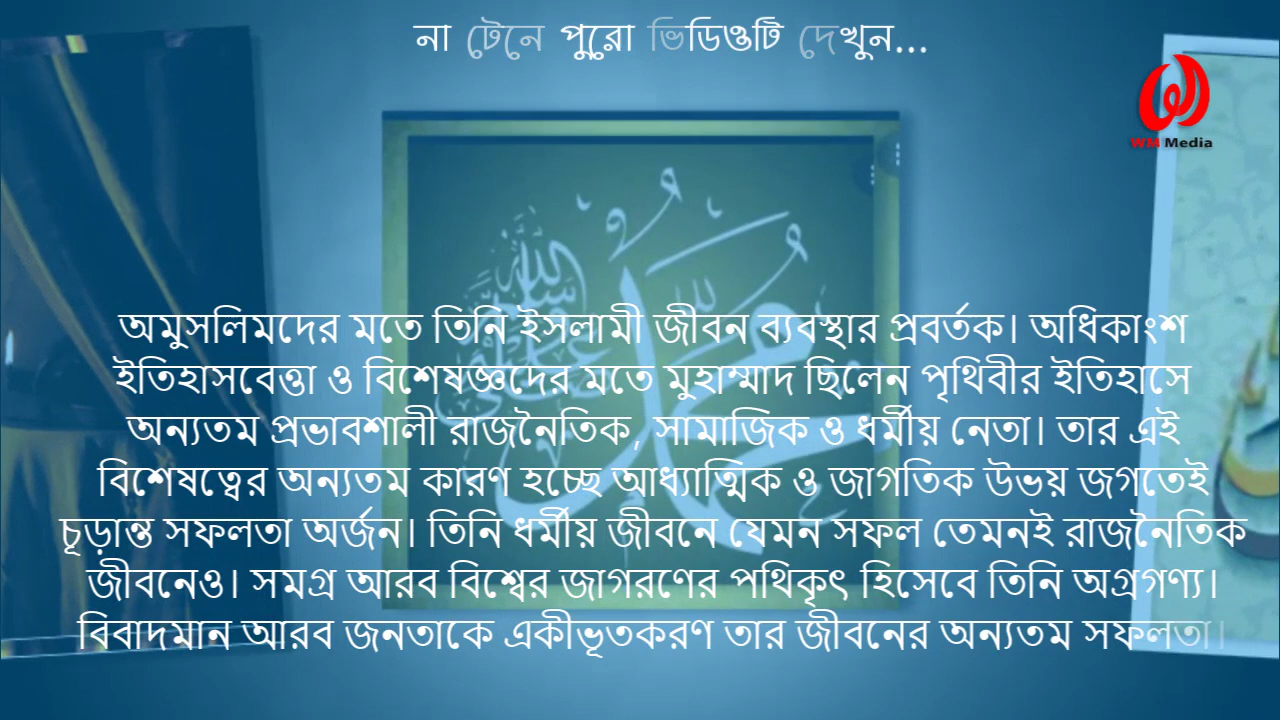 না টেনে পুরো ভিডিওটি দেখুন...
WM Media
محمد
অমুসলিমদের মতে তিনি ইসলামী জীবন ব্যবস্থার প্রবর্তক। অধিকাংশ
ইতিহাসবেত্তা ও বিশেষজ্ঞদের মতে মুহাম্মাদ ছিলেন পৃথিবীর ইতিহাসে
অন্যতম প্রভাবশালী রাজনৈতিক, সামাজিক ও ধর্মীয় নেতা। তার এই
বিশেষত্বের অন্যতম কারণ হচ্ছে আধ্যাত্মিক ও জাগতিক উভয় জগতেই
চূড়ান্ত সফলতা অর্জন। তিনি ধর্মীয় জীবনে যেমন সফল তেমনই রাজনৈতিক
জীবনেও। সমগ্র আরব বিশ্বের জাগরণের পথিকৃৎ হিসেবে তিনি অগ্রগণ্য।
বিবাদমান আরব জনতাকে একীভূতকরণ তার জীবনের অন্যতম সফলতা।